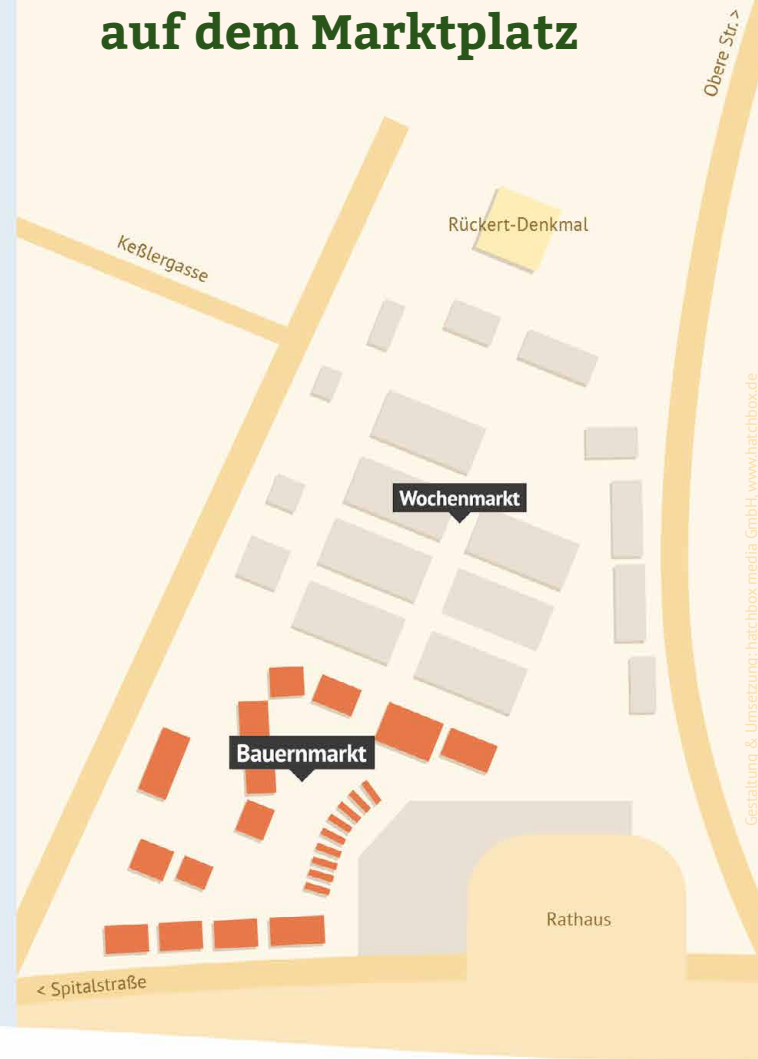 auf dem Marktplatz
Obere Str. >
Rückert-Denkmal
Keßlergasse
Wochenmarkt
Bauernmarkt
Rathaus
< Spitalstraße
Gestaltung & Umsetzung: hatchbox media GmbH, www.hatchbox.de